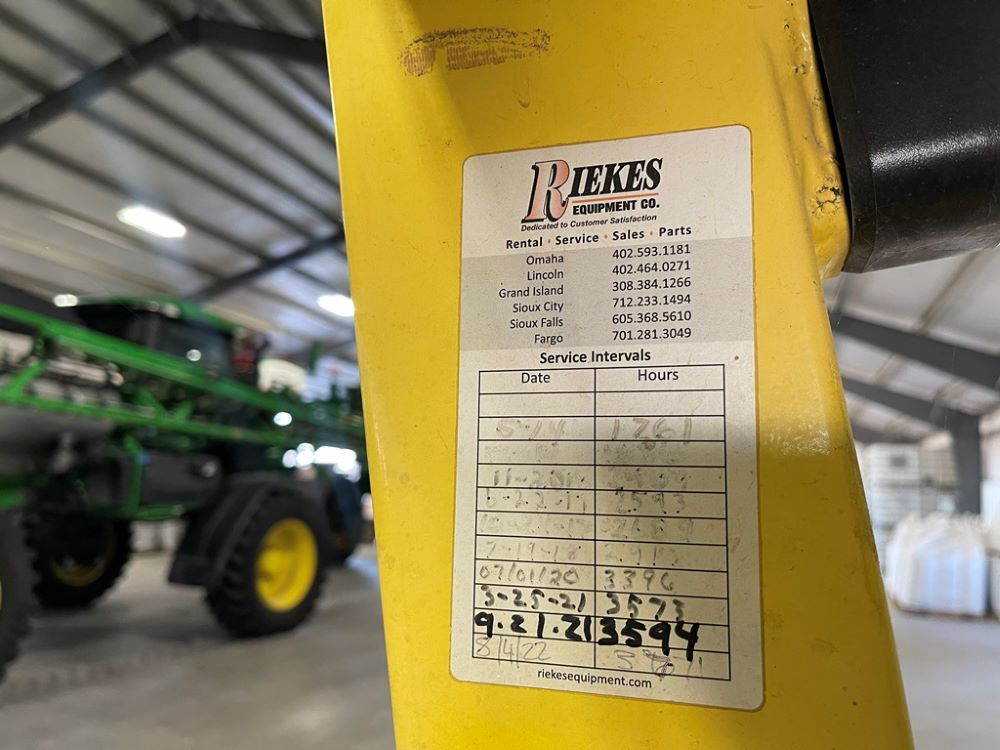 RIEKES
EQUIPMENT CO.
Dedicated to Customer Satisfaction
Rental · Service · Sales · Parts
Omaha 402.593.1181
Lincoln 402.464.0271
Grand Island 308.384.1266
Sioux City 712.233.1494
Sioux Falls 605.368.5610
Fargo 701.281.3049
Service Intervals
Date Hours
5-14 1761
2593
7-19-18
07/01/20 3396
3-25-21 3573
9.21.21 3594
8/4/22
riekesequipment.com